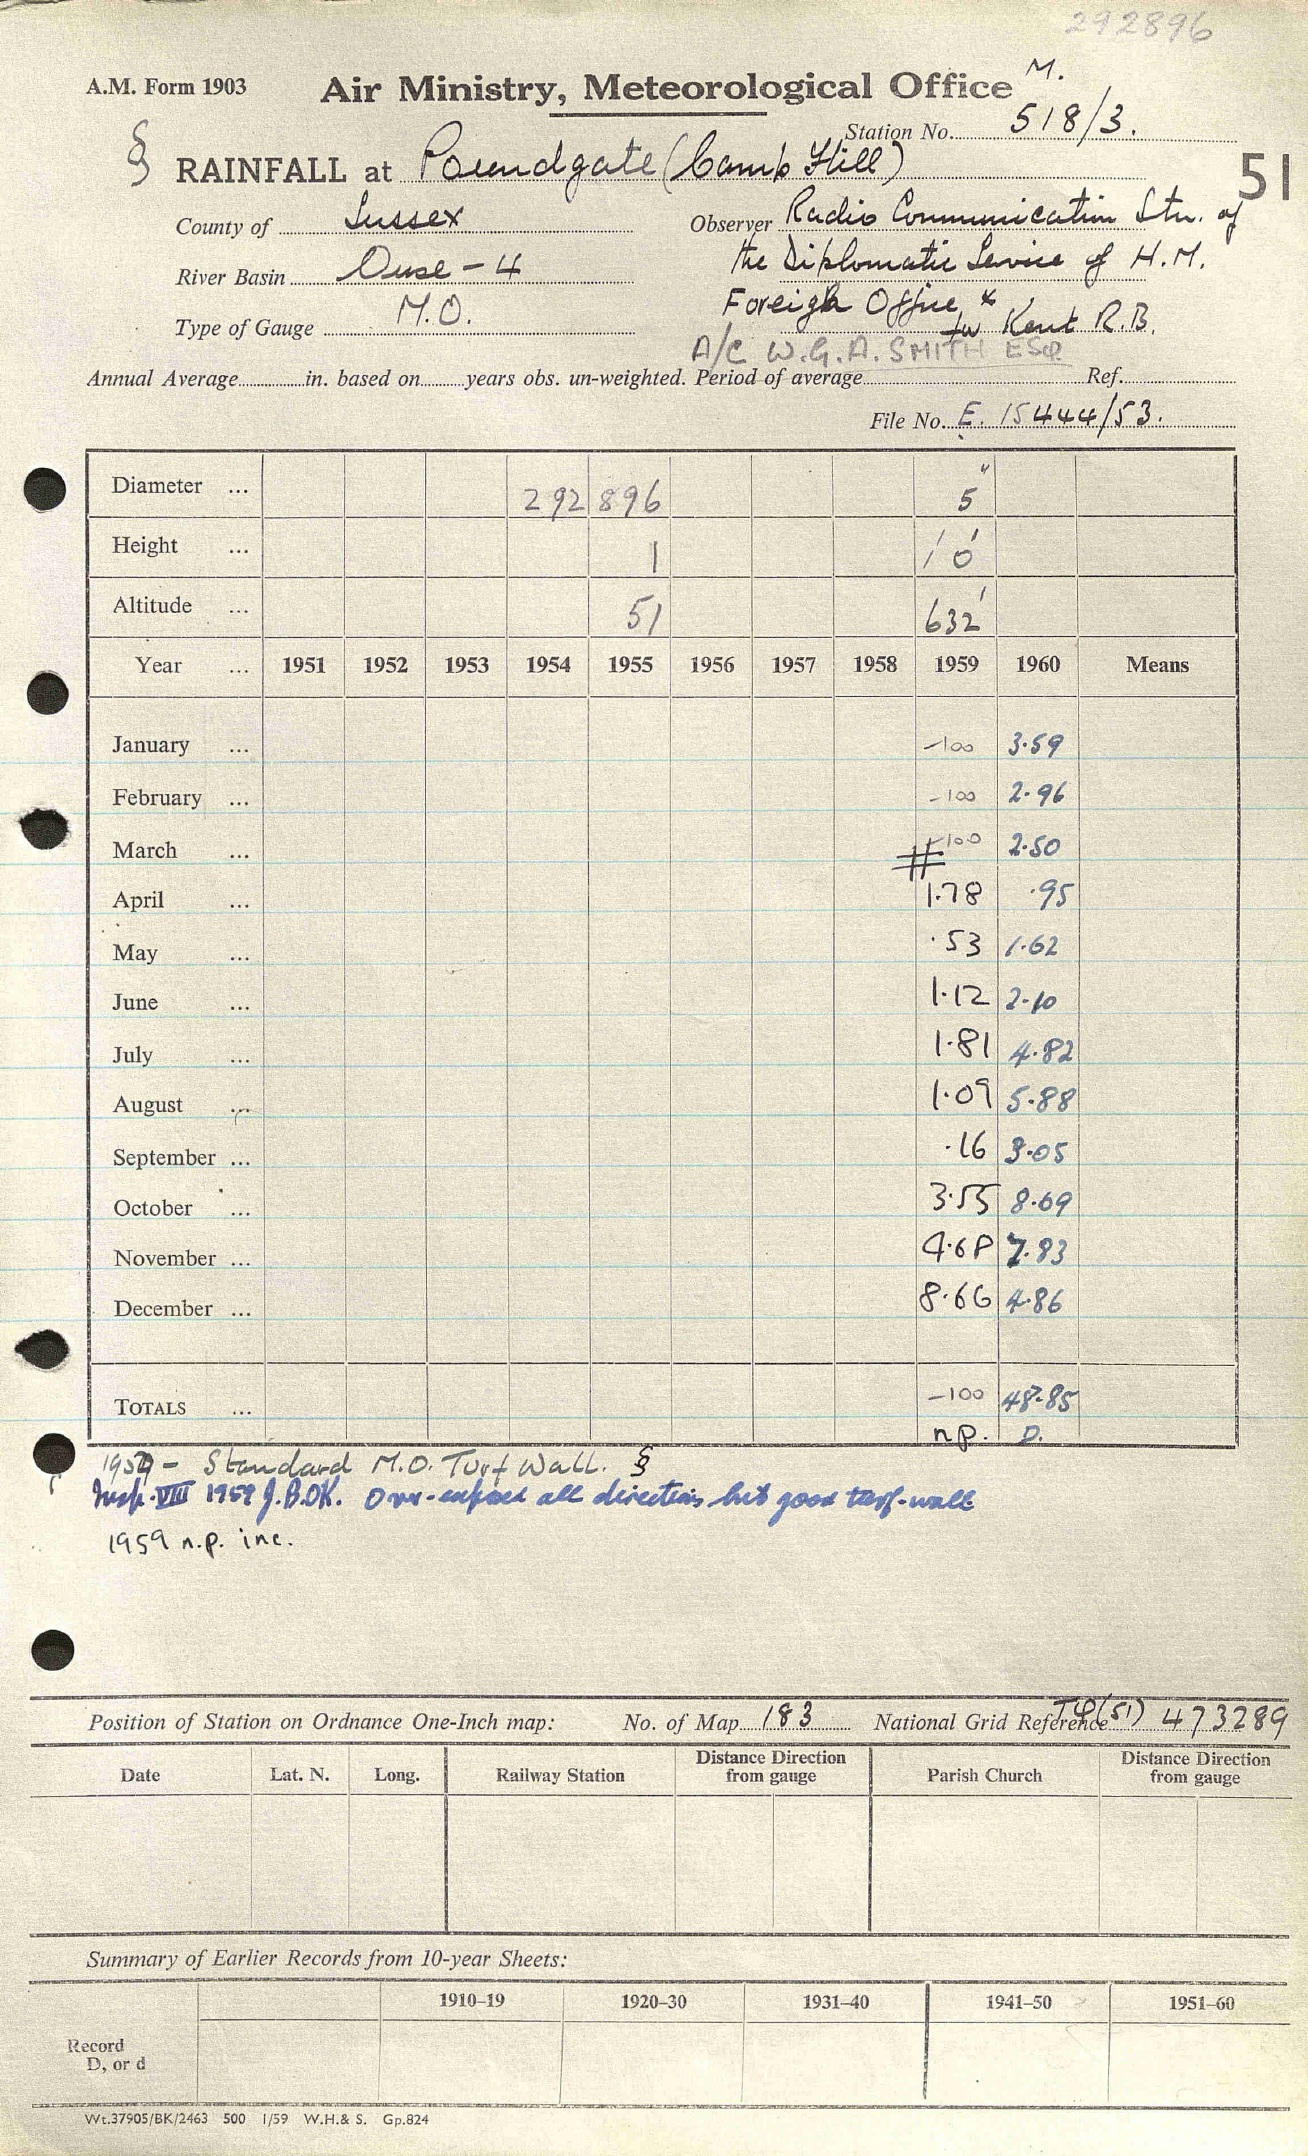 292896
A.M. Form 1903 Air Ministry, Meteorological Office M.
Station No. 518/3.
§ RAINFALL at Poundgate (Camp Hill) 51
County of Sussex Observer Radio Communication Stn. of
River Basin Ouse - 4 the Diplomatic Service of H.M.
Type of Gauge M.O. Foreign Office * Kent R.B.
A/C W.G.A. SMITH ESQ.
Annual Average in. based on years obs. un-weighted. Period of average Ref.
File No. E. 15444/53.
Diameter ... 292 896 5"
Height ... 1 1' 0'
Altitude ... 51 632'
Year ... 1951 1952 1953 1954 1955 1956 1957 1958 1959 1960 Means
January ... -100 3.59
February ... -100 2.96
March ... -100 2.50
April ... # 1.78 .95
May ... .53 1.62
June ... 1.12 2.10
July ... 1.81 4.82
August ... 1.09 5.88
September ... .16 3.05
October ... 3.55 8.69
November ... 4.68 7.83
December ... 8.66 4.86
TOTALS ... -100 48.85
n.p. D.
1959 - Standard M.O. Turf Wall. §
Insp. VIII 1959 J.B.OK. Over-exposed all directions but good turf-wall
1959 n.p. inc.
Position of Station on Ordnance One-Inch map: No. of Map 183 National Grid Reference TQ(51) 473289
Date Lat. N. Long. Railway Station Distance Direction from gauge Parish Church Distance Direction from gauge
Summary of Earlier Records from 10-year Sheets:
1910–19 1920–30 1931–40 1941–50 1951–60
Record
D, or d
Wt.37905/BK/2463 500 1/59 W.H.& S. Gp.824